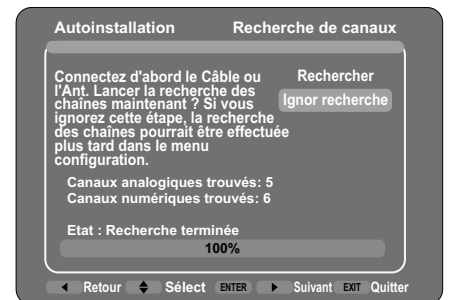 Autoinstallation Recherche de canaux
Connectez d'abord le Câble ou
l'Ant. Lancer la recherche des
chaînes maintenant ? Si vous
ignorez cette étape, la recherche
des chaînes pourrait être effectuée
plus tard dans le menu
configuration.
Rechercher
Ignor recherche
Canaux analogiques trouvés: 5
Canaux numériques trouvés: 6
Etat : Recherche terminée
100%
Retour Sélect ENTER Suivant EXIT Quitter